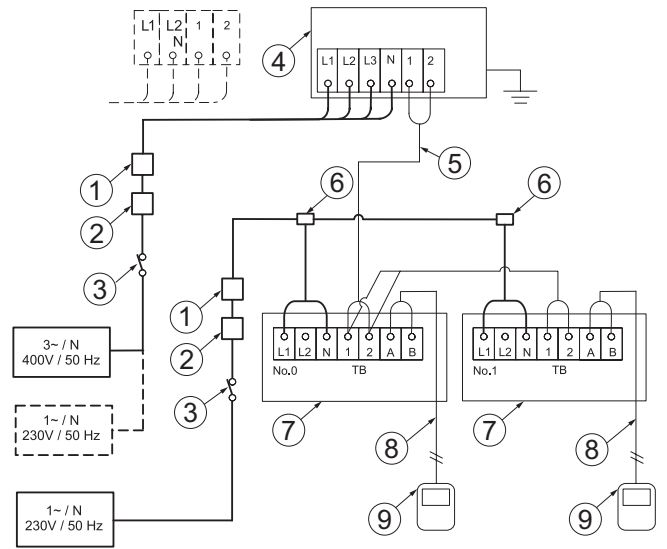 L1 L2 N 1 2
4
L1 L2 L3 N 1 2
1
5
2
6
6
3
1
3~ / N
400V / 50 Hz
2
L1 L2 N 1 2 A B
L1 L2 N 1 2 A B
No.0 TB
No.1 TB
3
1~ / N
230V / 50 Hz
7
7
8
8
1~ / N
230V / 50 Hz
9
9